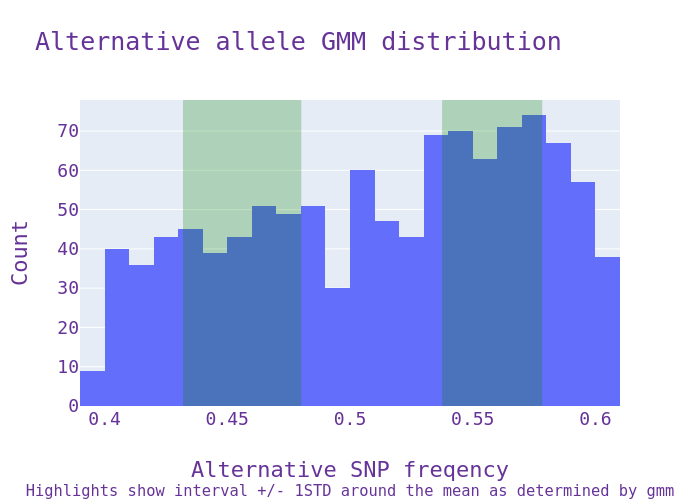 Alternative allele GMM distribution
70
60
50
40
30
20
10
0
Count
0.4 0.45 0.5 0.55 0.6
Alternative SNP freqency
Highlights show interval +/- 1STD around the mean as determined by gmm